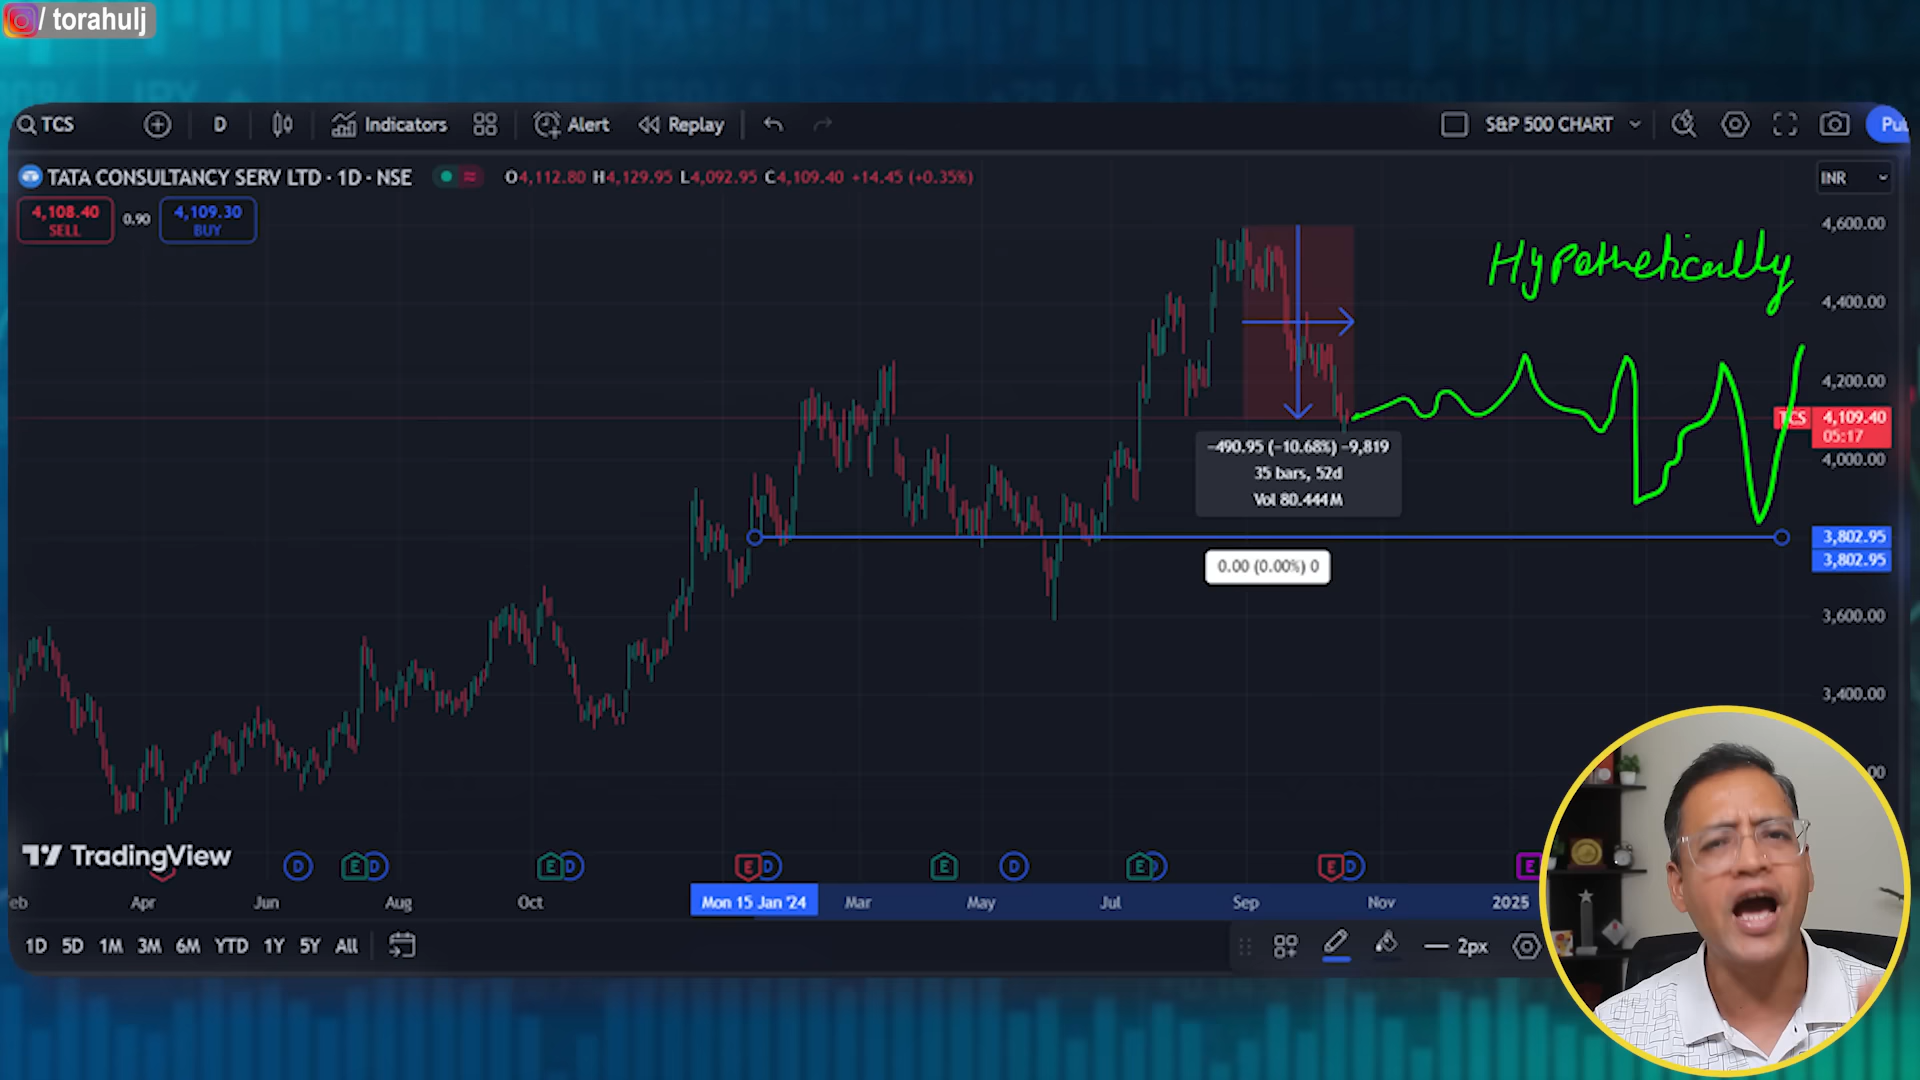 / torahulj
TCS
D
Indicators
Alert
Replay
S&P 500 CHART
TATA CONSULTANCY SERV LTD · 1D · NSE
O4,112.80 H4,129.95 L4,092.95 C4,109.40 +14.45 (+0.35%)
INR
4,108.40
SELL
0.90
4,109.30
BUY
4,600.00
Hypothetically
4,400.00
4,200.00
TCS 4,109.40
05:17
−490.95 (−10.68%) −9,819
35 bars, 52d
Vol 80.444M
4,000.00
3,802.95
3,802.95
0.00 (0.00%) 0
3,600.00
3,400.00
TradingView
D
E D
E D
E D
E
D
E D
E D
E
Apr
Jun
Aug
Oct
Mon 15 Jan '24
Mar
May
Jul
Sep
Nov
2025
1D 5D 1M 3M 6M YTD 1Y 5Y All
2px